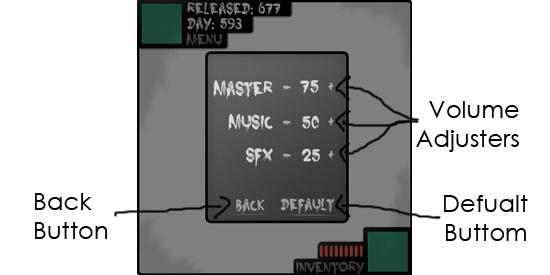 RELEASED: 677
DAY: 593
MENU
MASTER - 75 +
MUSIC - 50 +
SFX - 25 +
BACK DEFAULT
INVENTORY
Volume
Adjusters
Back
Button
Defualt
Buttom